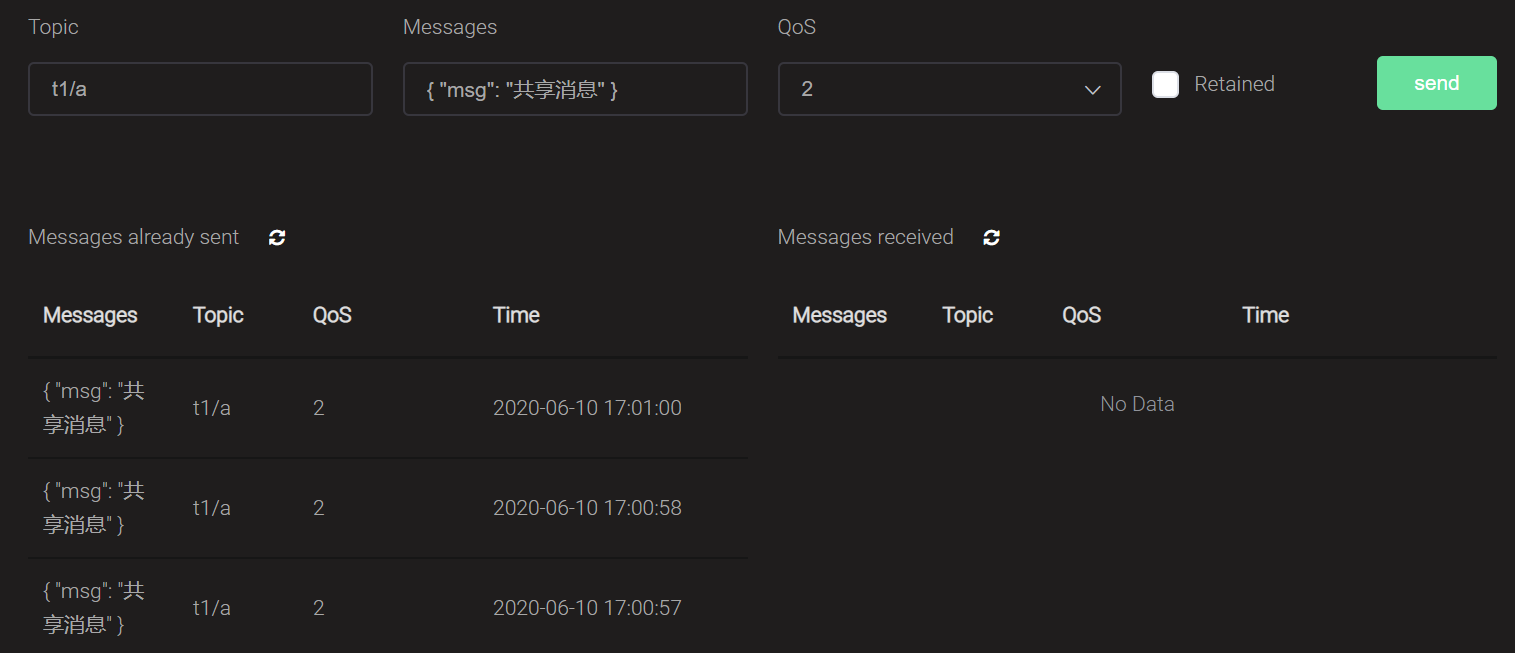 Topic
Messages
QoS
t1/a
{ "msg": "共享消息" }
2
Retained
send
Messages already sent
Messages Topic QoS Time
{ "msg": "共
享消息" }
t1/a 2 2020-06-10 17:01:00
{ "msg": "共
享消息" }
t1/a 2 2020-06-10 17:00:58
{ "msg": "共
享消息" }
t1/a 2 2020-06-10 17:00:57
Messages received
Messages Topic QoS Time
No Data